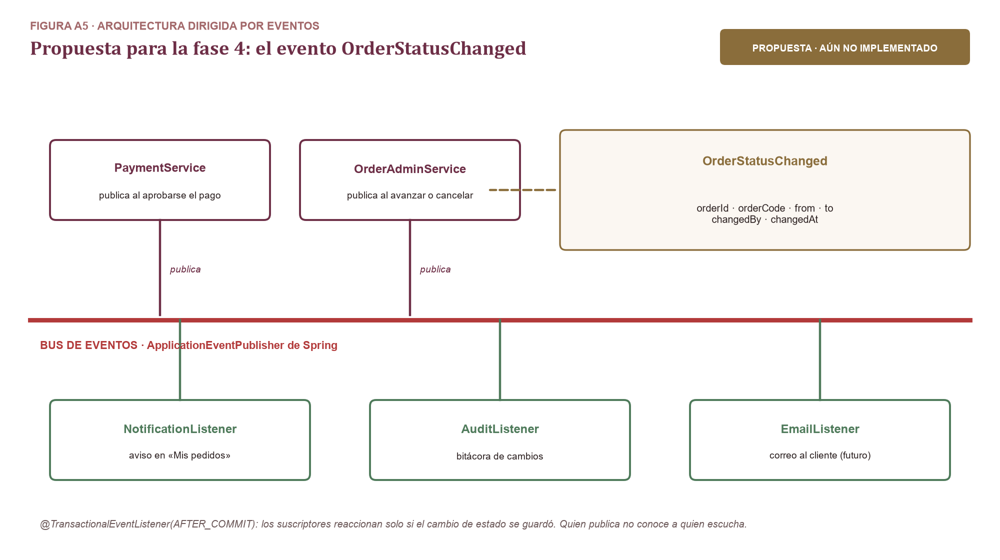 FIGURA A5 · ARQUITECTURA DIRIGIDA POR EVENTOS
Propuesta para la fase 4: el evento OrderStatusChanged
PROPUESTA · AÚN NO IMPLEMENTADO
PaymentService
publica al aprobarse el pago
OrderAdminService
publica al avanzar o cancelar
OrderStatusChanged
orderId · orderCode · from · to
changedBy · changedAt
publica
publica
BUS DE EVENTOS · ApplicationEventPublisher de Spring
NotificationListener
aviso en «Mis pedidos»
AuditListener
bitácora de cambios
EmailListener
correo al cliente (futuro)
@TransactionalEventListener(AFTER_COMMIT): los suscriptores reaccionan solo si el cambio de estado se guardó. Quien publica no conoce a quien escucha.